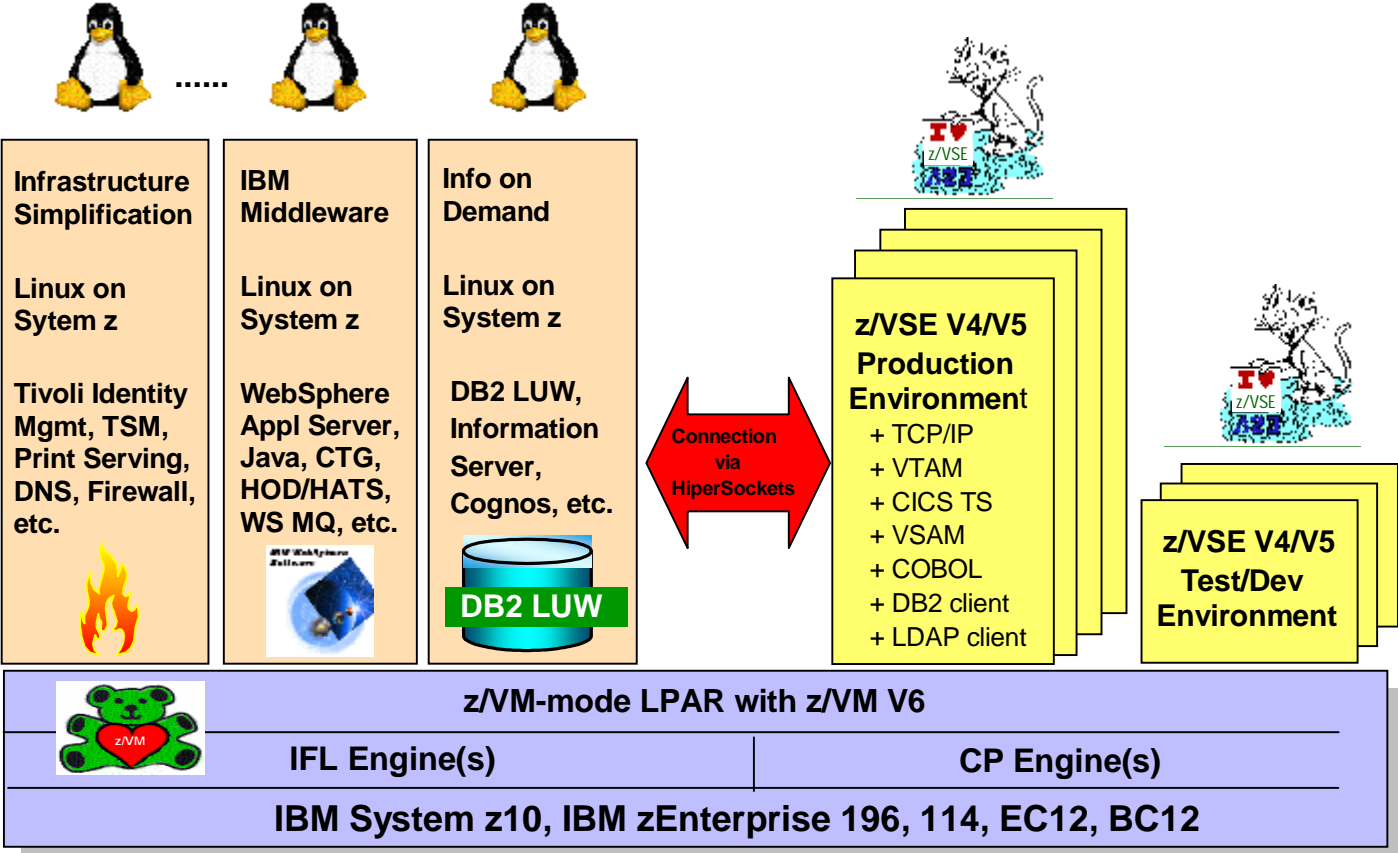 ......
Infrastructure
Simplification
Linux on
Sytem z
Tivoli Identity
Mgmt, TSM,
Print Serving,
DNS, Firewall,
etc.
IBM
Middleware
Linux on
System z
WebSphere
Appl Server,
Java, CTG,
HOD/HATS,
WS MQ, etc.
IBM WebSphere
Software
Info on
Demand
Linux on
System z
DB2 LUW,
Information
Server,
Cognos, etc.
DB2 LUW
Connection
via
HiperSockets
I ♥
z/VSE
z/VSE V4/V5
Production
Environment
+ TCP/IP
+ VTAM
+ CICS TS
+ VSAM
+ COBOL
+ DB2 client
+ LDAP client
I ♥
z/VSE
z/VSE V4/V5
Test/Dev
Environment
z/VM
z/VM-mode LPAR with z/VM V6
IFL Engine(s)
CP Engine(s)
IBM System z10, IBM zEnterprise 196, 114, EC12, BC12